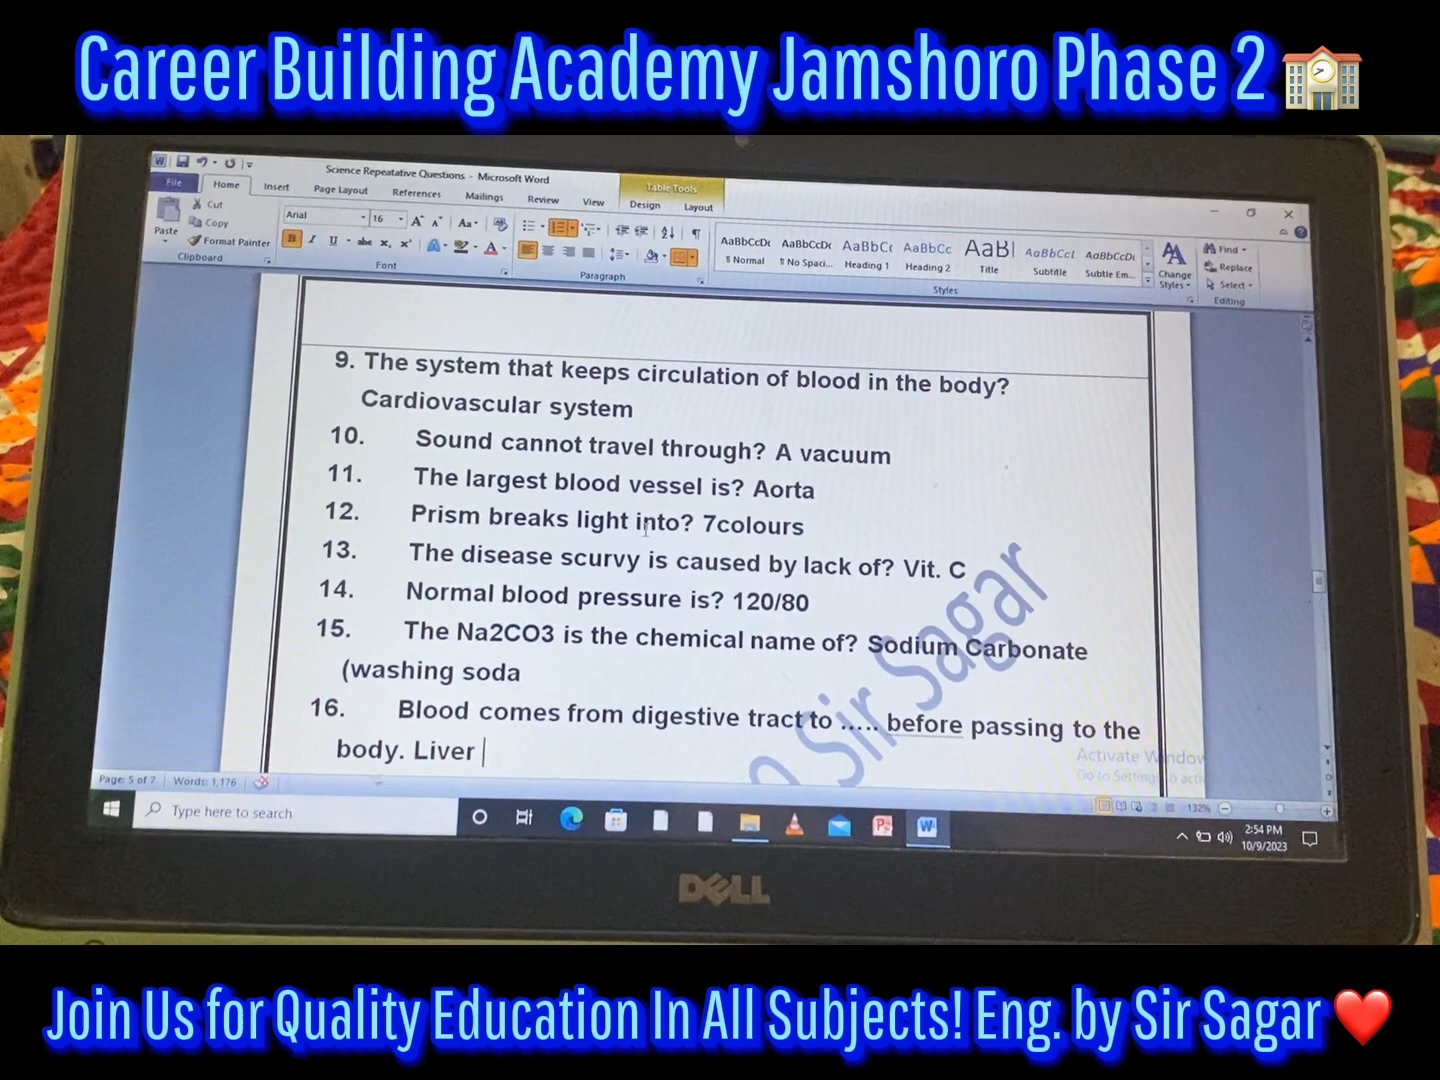 Career Building Academy Jamshoro Phase 2
Science Repeatative Questions - Microsoft Word
Table Tools
File Home Insert Page Layout References Mailings Review View Design Layout
Paste
Cut
Copy
Format Painter
Clipboard
Arial 16
Font
Paragraph
AaBbCcDc AaBbCcDc AaBbC( AaBbCc AaB| AaBbCcL AaBbCcDc
¶ Normal ¶ No Spaci... Heading 1 Heading 2 Title Subtitle Subtle Em...
Styles
Change Styles
Find
Replace
Select
Editing
9. The system that keeps circulation of blood in the body?
Cardiovascular system
10. Sound cannot travel through? A vacuum
11. The largest blood vessel is? Aorta
12. Prism breaks light into? 7colours
13. The disease scurvy is caused by lack of? Vit. C
14. Normal blood pressure is? 120/80
15. The Na2CO3 is the chemical name of? Sodium Carbonate
(washing soda
16. Blood comes from digestive tract to ..... before passing to the
body. Liver
Sir Sagar
Activate Window
Go to Setting
Page: 5 of 7 Words: 1,176
132%
Type here to search
2:54 PM
10/9/2023
DELL
Join Us for Quality Education In All Subjects! Eng. by Sir Sagar